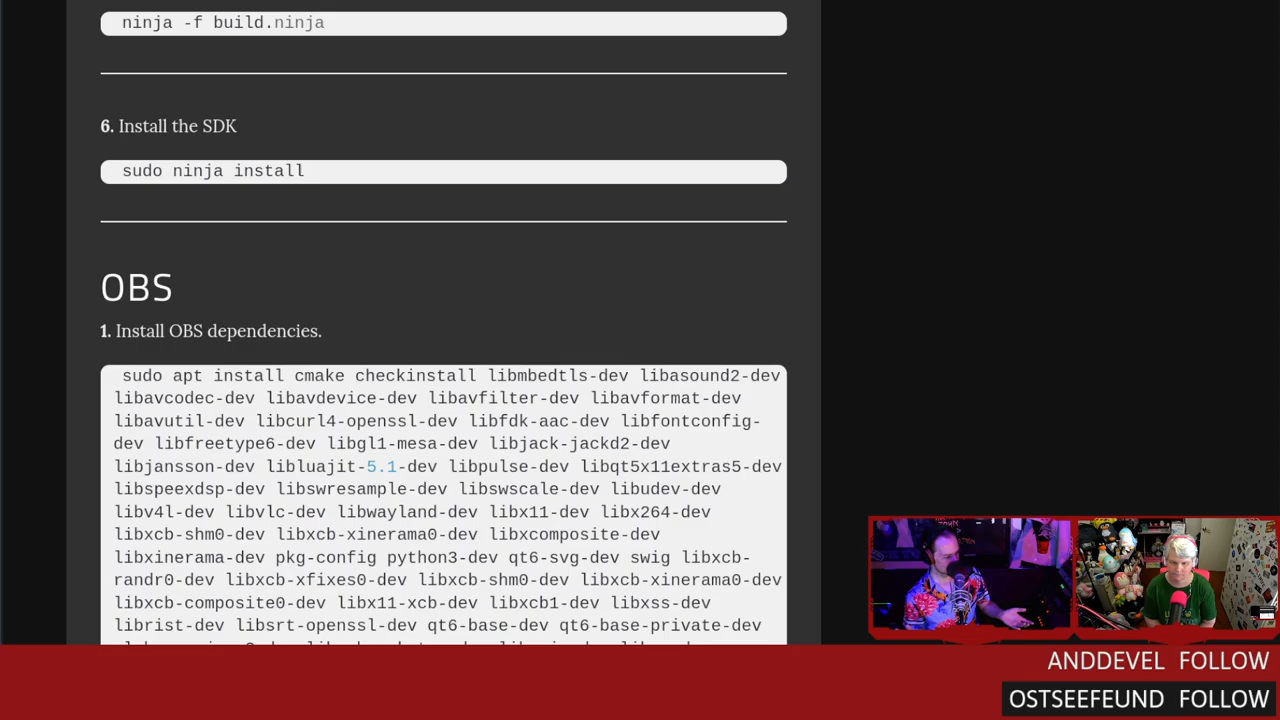 ninja -f build.ninja
6. Install the SDK
sudo ninja install
OBS
1. Install OBS dependencies.
sudo apt install cmake checkinstall libmbedtls-dev libasound2-dev
libavcodec-dev libavdevice-dev libavfilter-dev libavformat-dev
libavutil-dev libcurl4-openssl-dev libfdk-aac-dev libfontconfig-
dev libfreetype6-dev libgl1-mesa-dev libjack-jackd2-dev
libjansson-dev libluajit-5.1-dev libpulse-dev libqt5x11extras5-dev
libspeexdsp-dev libswresample-dev libswscale-dev libudev-dev
libv4l-dev libvlc-dev libwayland-dev libx11-dev libx264-dev
libxcb-shm0-dev libxcb-xinerama0-dev libxcomposite-dev
libxinerama-dev pkg-config python3-dev qt6-svg-dev swig libxcb-
randr0-dev libxcb-xfixes0-dev libxcb-shm0-dev libxcb-xinerama0-dev
libxcb-composite0-dev libx11-xcb-dev libxcb1-dev libxss-dev
librist-dev libsrt-openssl-dev qt6-base-dev qt6-base-private-dev
ANDDEVEL FOLLOW
OSTSEEFEUND FOLLOW